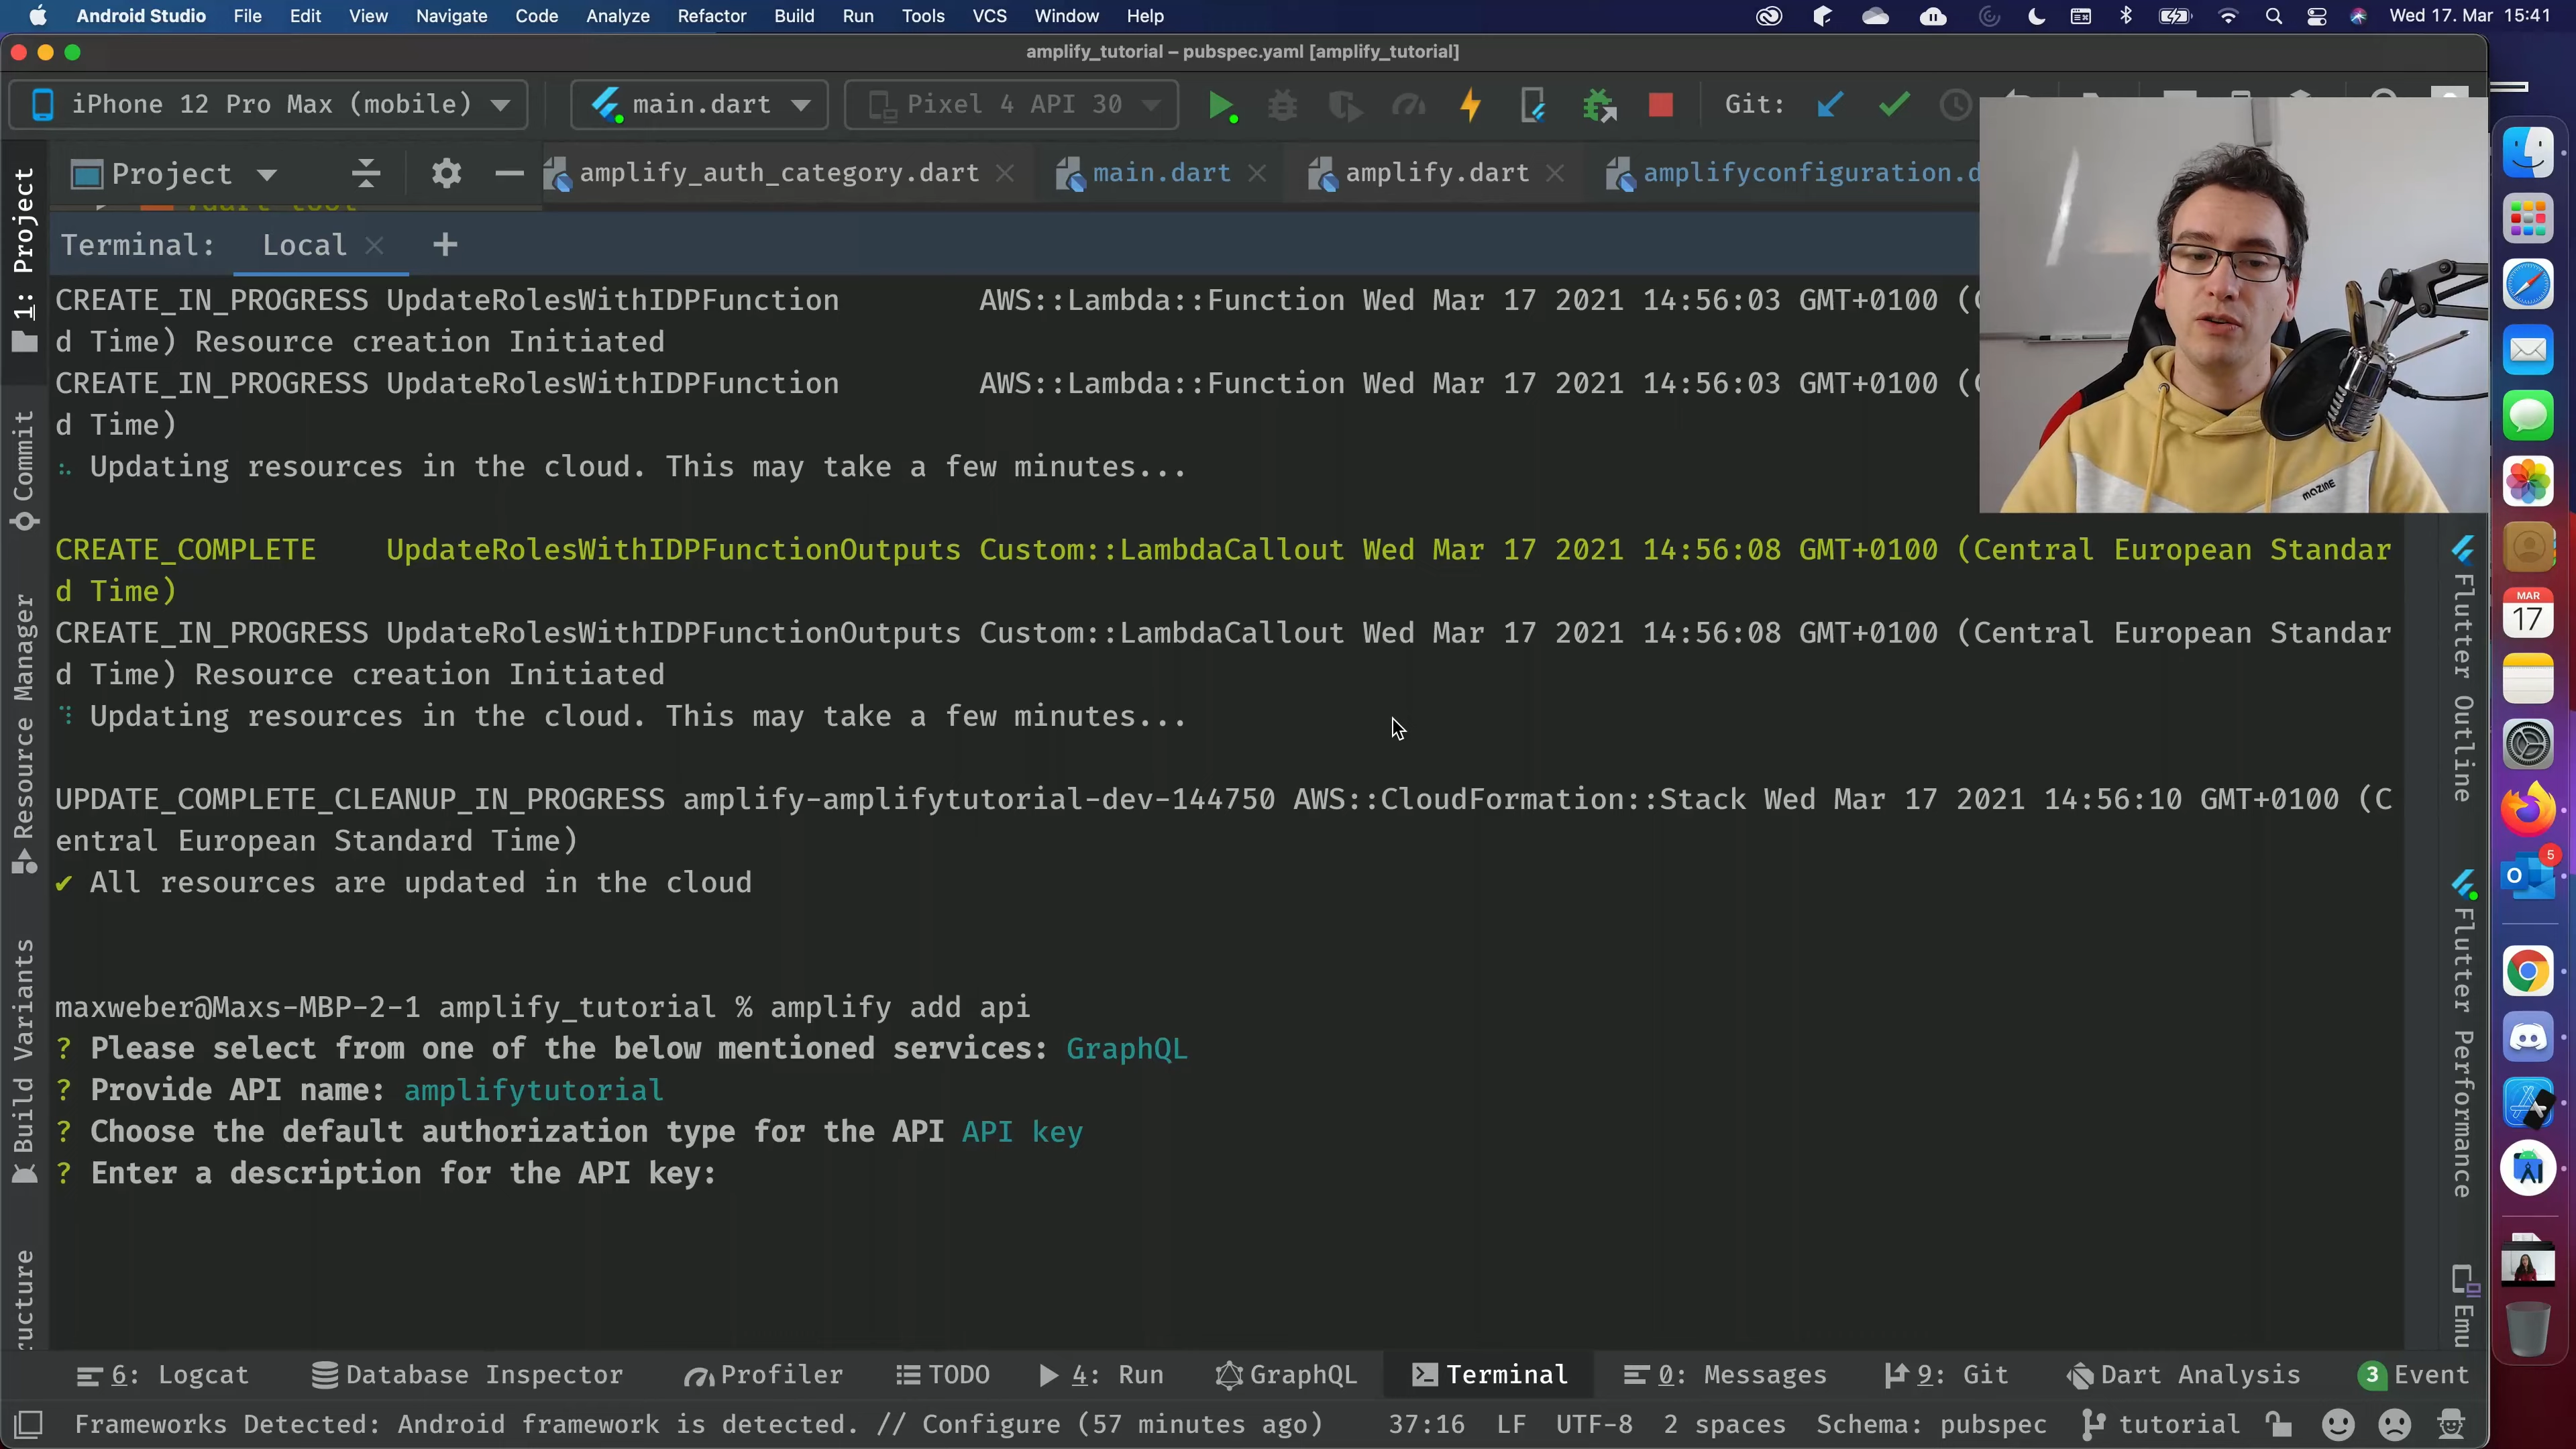 Android Studio File Edit View Navigate Code Analyze Refactor Build Run Tools VCS Window Help Wed 17. Mar 15:41
amplify_tutorial – pubspec.yaml [amplify_tutorial]
iPhone 12 Pro Max (mobile) main.dart Pixel 4 API 30 Git:
Project amplify_auth_category.dart main.dart amplify.dart amplifyconfiguration.d
Terminal: Local +
CREATE_IN_PROGRESS UpdateRolesWithIDPFunction AWS::Lambda::Function Wed Mar 17 2021 14:56:03 GMT+0100 (
d Time) Resource creation Initiated
CREATE_IN_PROGRESS UpdateRolesWithIDPFunction AWS::Lambda::Function Wed Mar 17 2021 14:56:03 GMT+0100 (
d Time)
Updating resources in the cloud. This may take a few minutes...
CREATE_COMPLETE UpdateRolesWithIDPFunctionOutputs Custom::LambdaCallout Wed Mar 17 2021 14:56:08 GMT+0100 (Central European Standar
d Time)
CREATE_IN_PROGRESS UpdateRolesWithIDPFunctionOutputs Custom::LambdaCallout Wed Mar 17 2021 14:56:08 GMT+0100 (Central European Standar
d Time) Resource creation Initiated
Updating resources in the cloud. This may take a few minutes...
UPDATE_COMPLETE_CLEANUP_IN_PROGRESS amplify-amplifytutorial-dev-144750 AWS::CloudFormation::Stack Wed Mar 17 2021 14:56:10 GMT+0100 (C
entral European Standard Time)
✔ All resources are updated in the cloud
maxweber@Maxs-MBP-2-1 amplify_tutorial % amplify add api
? Please select from one of the below mentioned services: GraphQL
? Provide API name: amplifytutorial
? Choose the default authorization type for the API API key
? Enter a description for the API key:
1: Project
Commit
Resource Manager
Build Variants
ructure
Flutter Outline
Flutter Performance
Emu
mazine
MAR
17
5
6: Logcat Database Inspector Profiler TODO 4: Run GraphQL Terminal 0: Messages 9: Git Dart Analysis 3 Event
Frameworks Detected: Android framework is detected. // Configure (57 minutes ago) 37:16 LF UTF-8 2 spaces Schema: pubspec tutorial